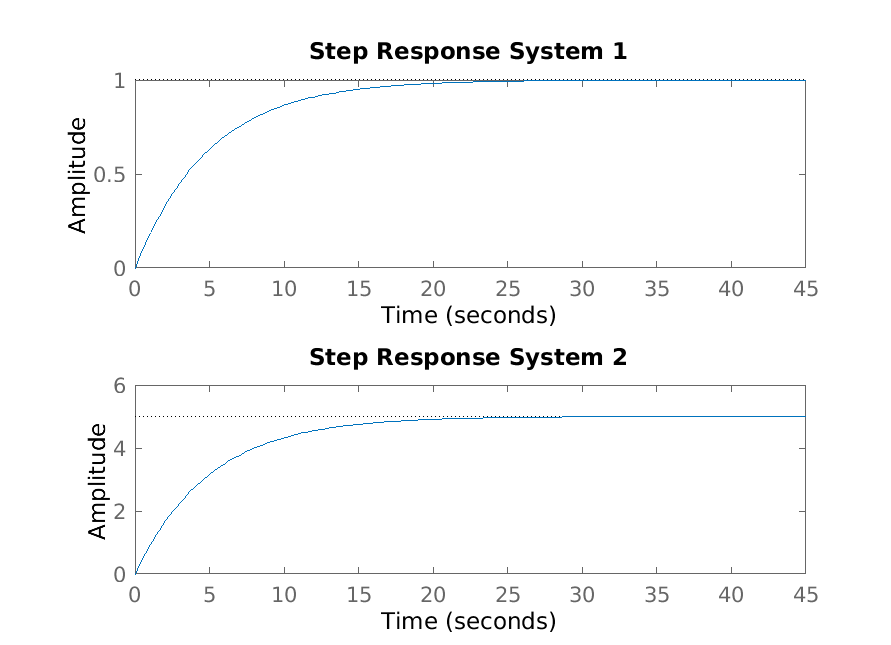 Step Response System 1
1
0.5
0
Amplitude
0 5 10 15 20 25 30 35 40 45
Time (seconds)
Step Response System 2
6
4
2
0
Amplitude
0 5 10 15 20 25 30 35 40 45
Time (seconds)